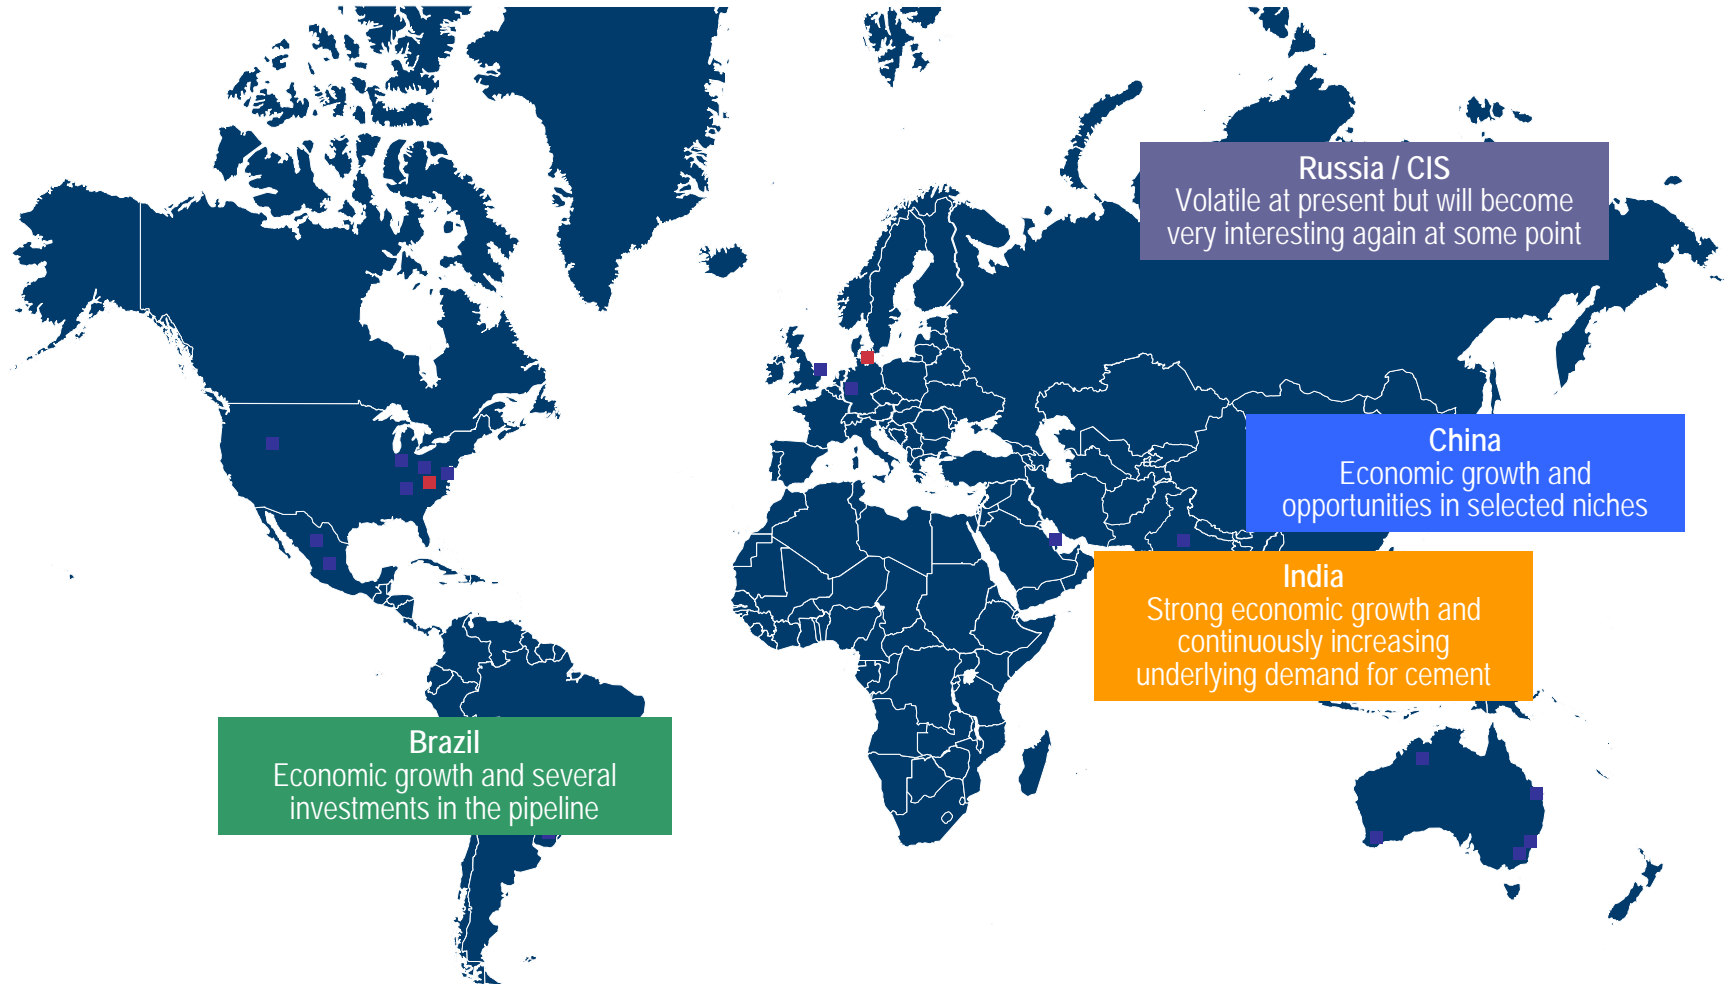 Russia / CIS
Volatile at present but will become
very interesting again at some point
China
Economic growth and
opportunities in selected niches
India
Strong economic growth and
continuously increasing
underlying demand for cement
Brazil
Economic growth and several
investments in the pipeline